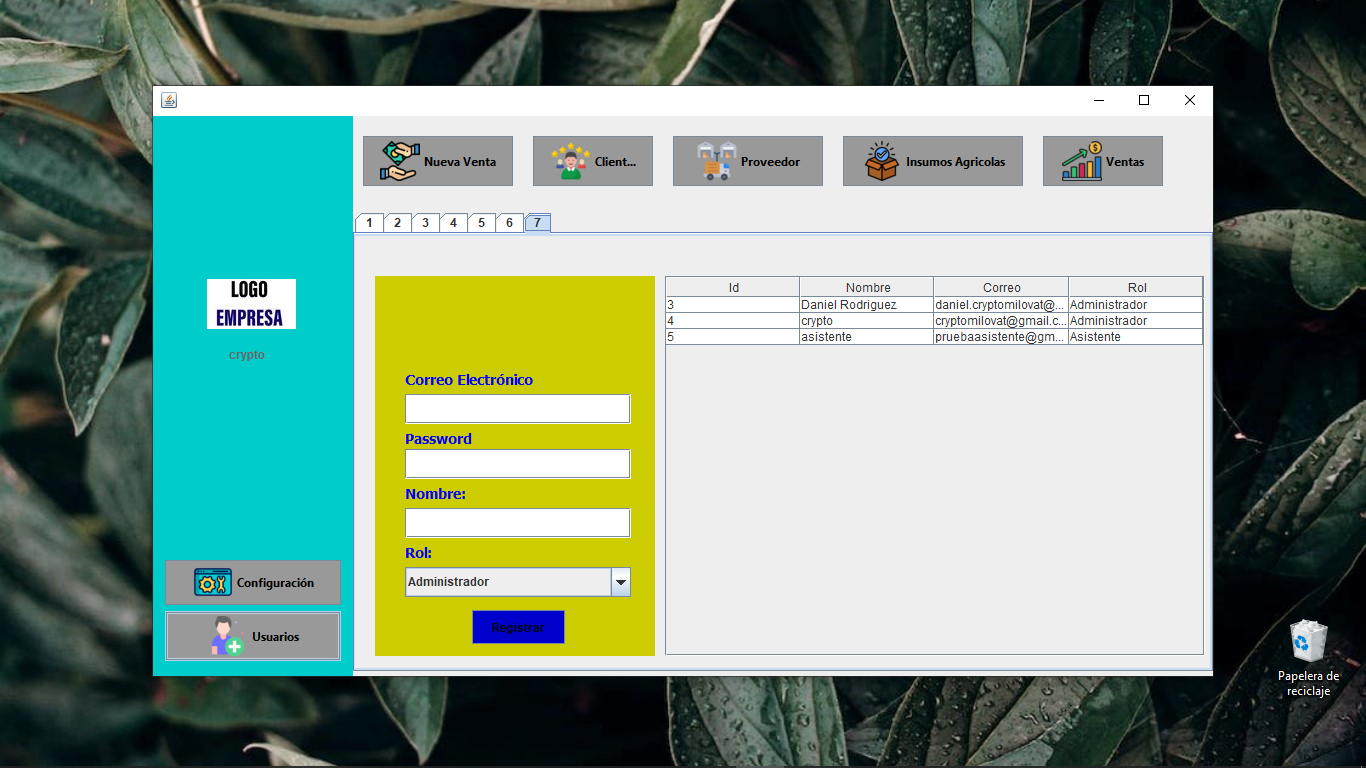 Nueva Venta
Client...
Proveedor
Insumos Agricolas
Ventas
1 2 3 4 5 6 7
LOGO
EMPRESA
crypto
Configuración
Usuarios
Correo Electrónico
Password
Nombre:
Rol:
Administrador
Registrar
Id Nombre Correo Rol
3 Daniel Rodriguez daniel.cryptomilovat@... Administrador
4 crypto cryptomilovat@gmail.c... Administrador
5 asistente pruebaasistente@gm... Asistente
Papelera de
reciclaje